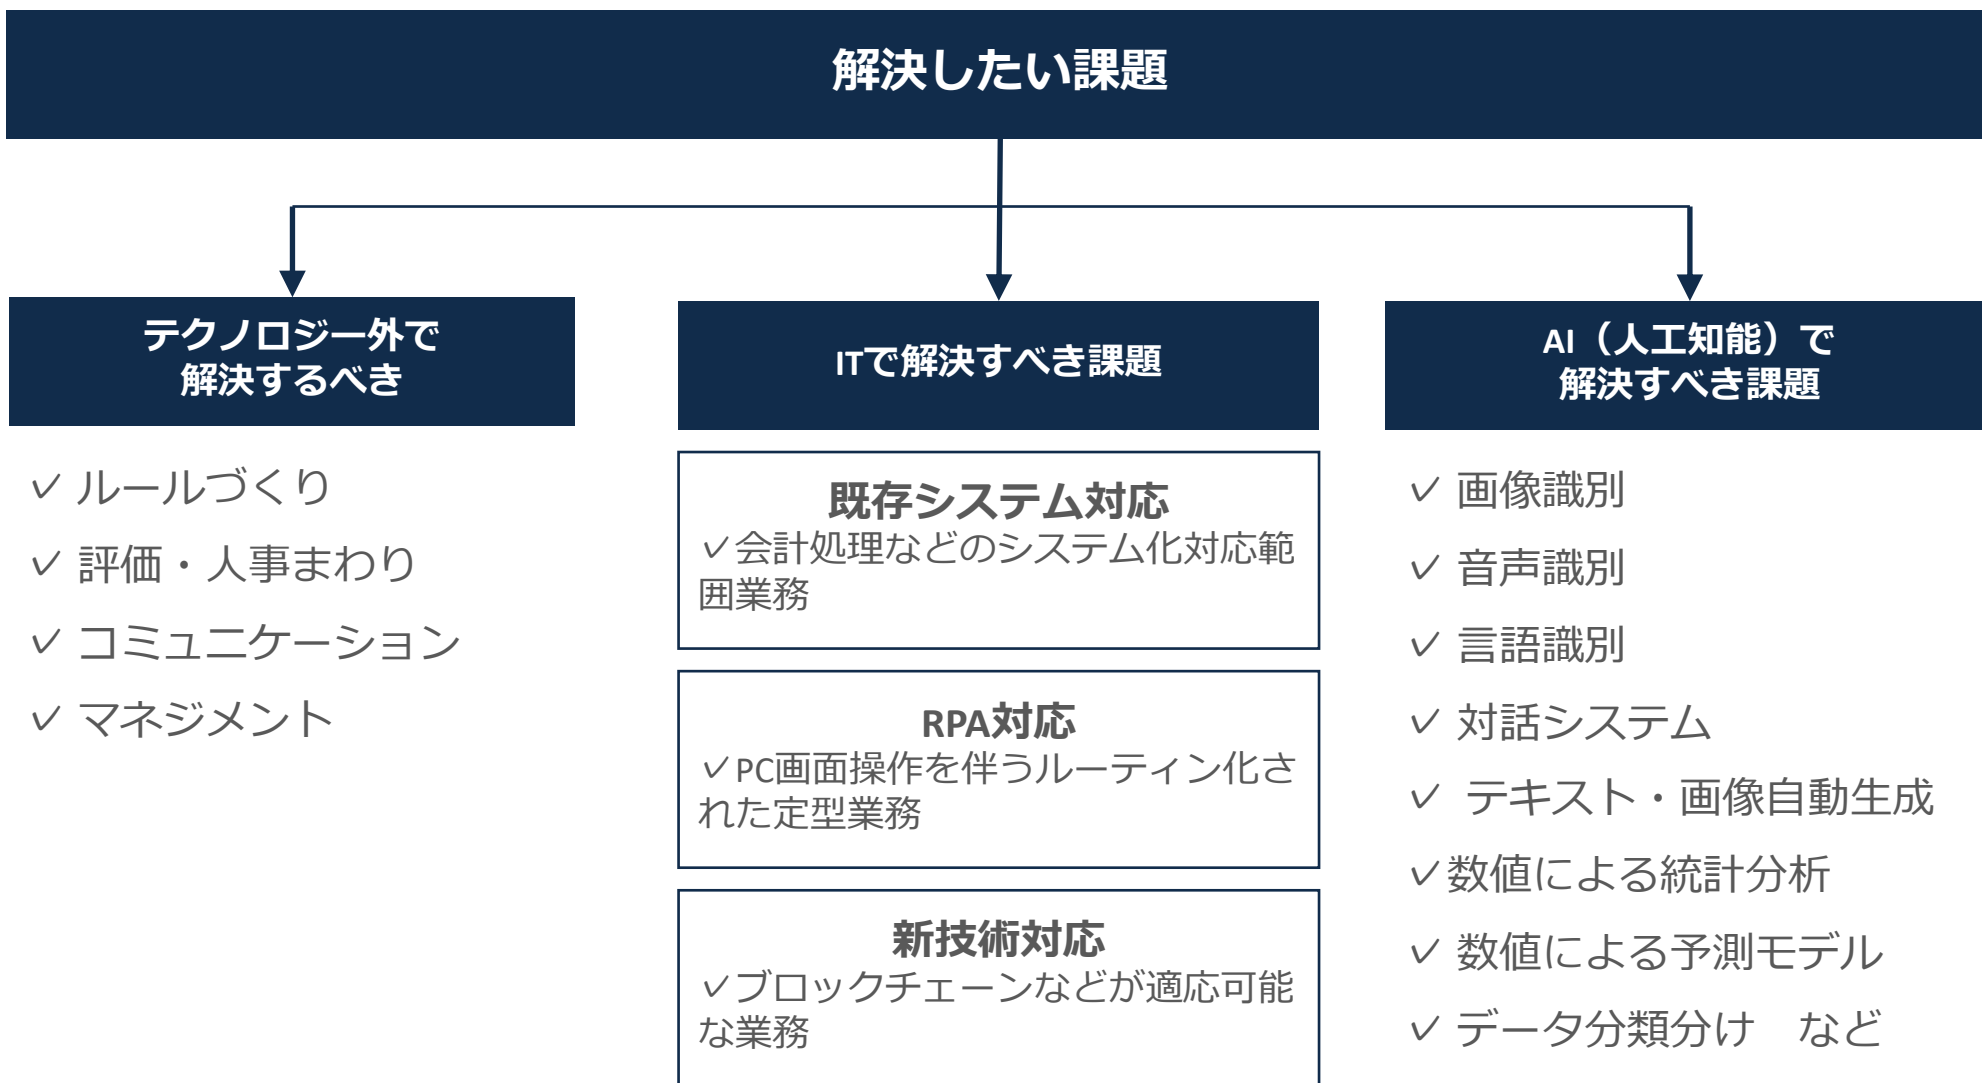 解決したい課題
テクノロジー外で
解決するべき
✓ ルールづくり
✓ 評価・人事まわり
✓ コミュニケーション
✓ マネジメント
ITで解決すべき課題
既存システム対応
✓会計処理などのシステム化対応範
囲業務
RPA対応
✓PC画面操作を伴うルーティン化さ
れた定型業務
新技術対応
✓ブロックチェーンなどが適応可能
な業務
AI（人工知能）で
解決すべき課題
✓ 画像識別
✓ 音声識別
✓ 言語識別
✓ 対話システム
✓ テキスト・画像自動生成
✓数値による統計分析
✓ 数値による予測モデル
✓ データ分類分け　など